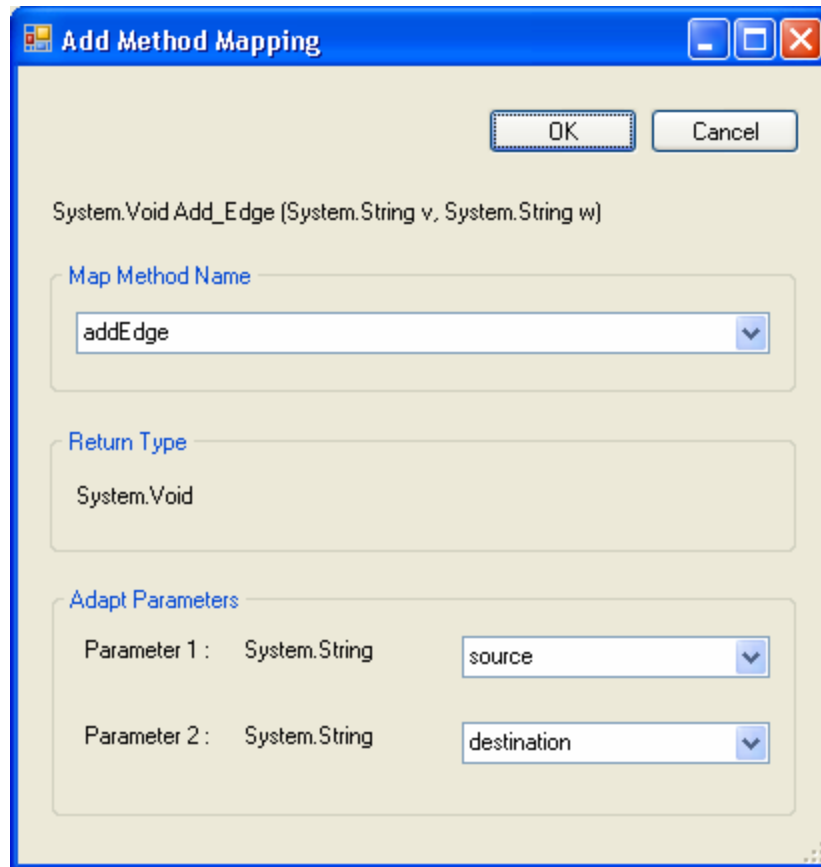 Add Method Mapping
OK Cancel
System.Void Add_Edge (System.String v, System.String w)
Map Method Name
addEdge
Return Type
System.Void
Adapt Parameters
Parameter 1 : System.String source
Parameter 2 : System.String destination